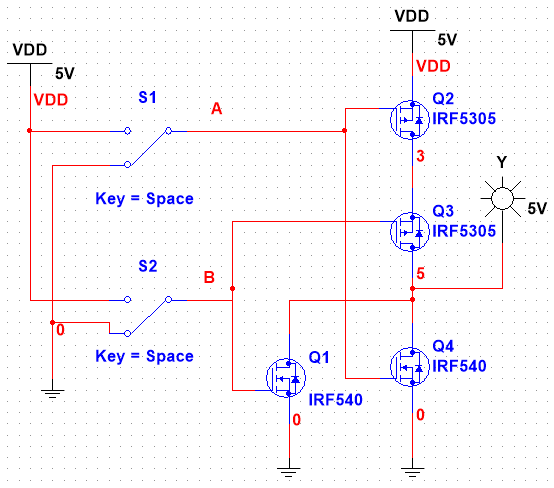 VDD
5V
VDD
VDD
5V
VDD
S1
A
Key = Space
Q2
IRF5305
3
Y
5V
Q3
IRF5305
S2
B
5
0
Key = Space
Q1
IRF540
0
Q4
IRF540
0